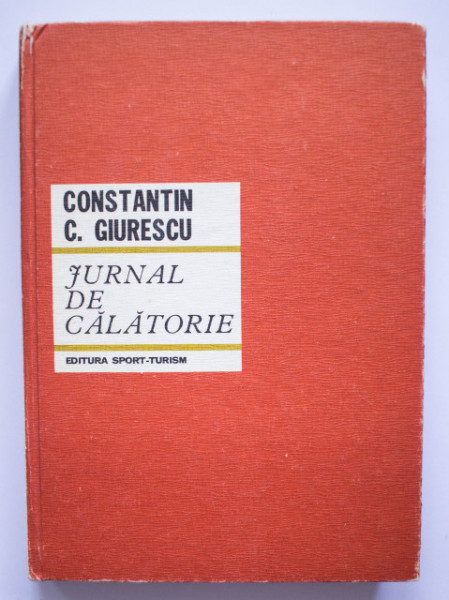 CONSTANTIN
C. GIURESCU
JURNAL
DE
CĂLĂTORIE
EDITURA SPORT-TURISM